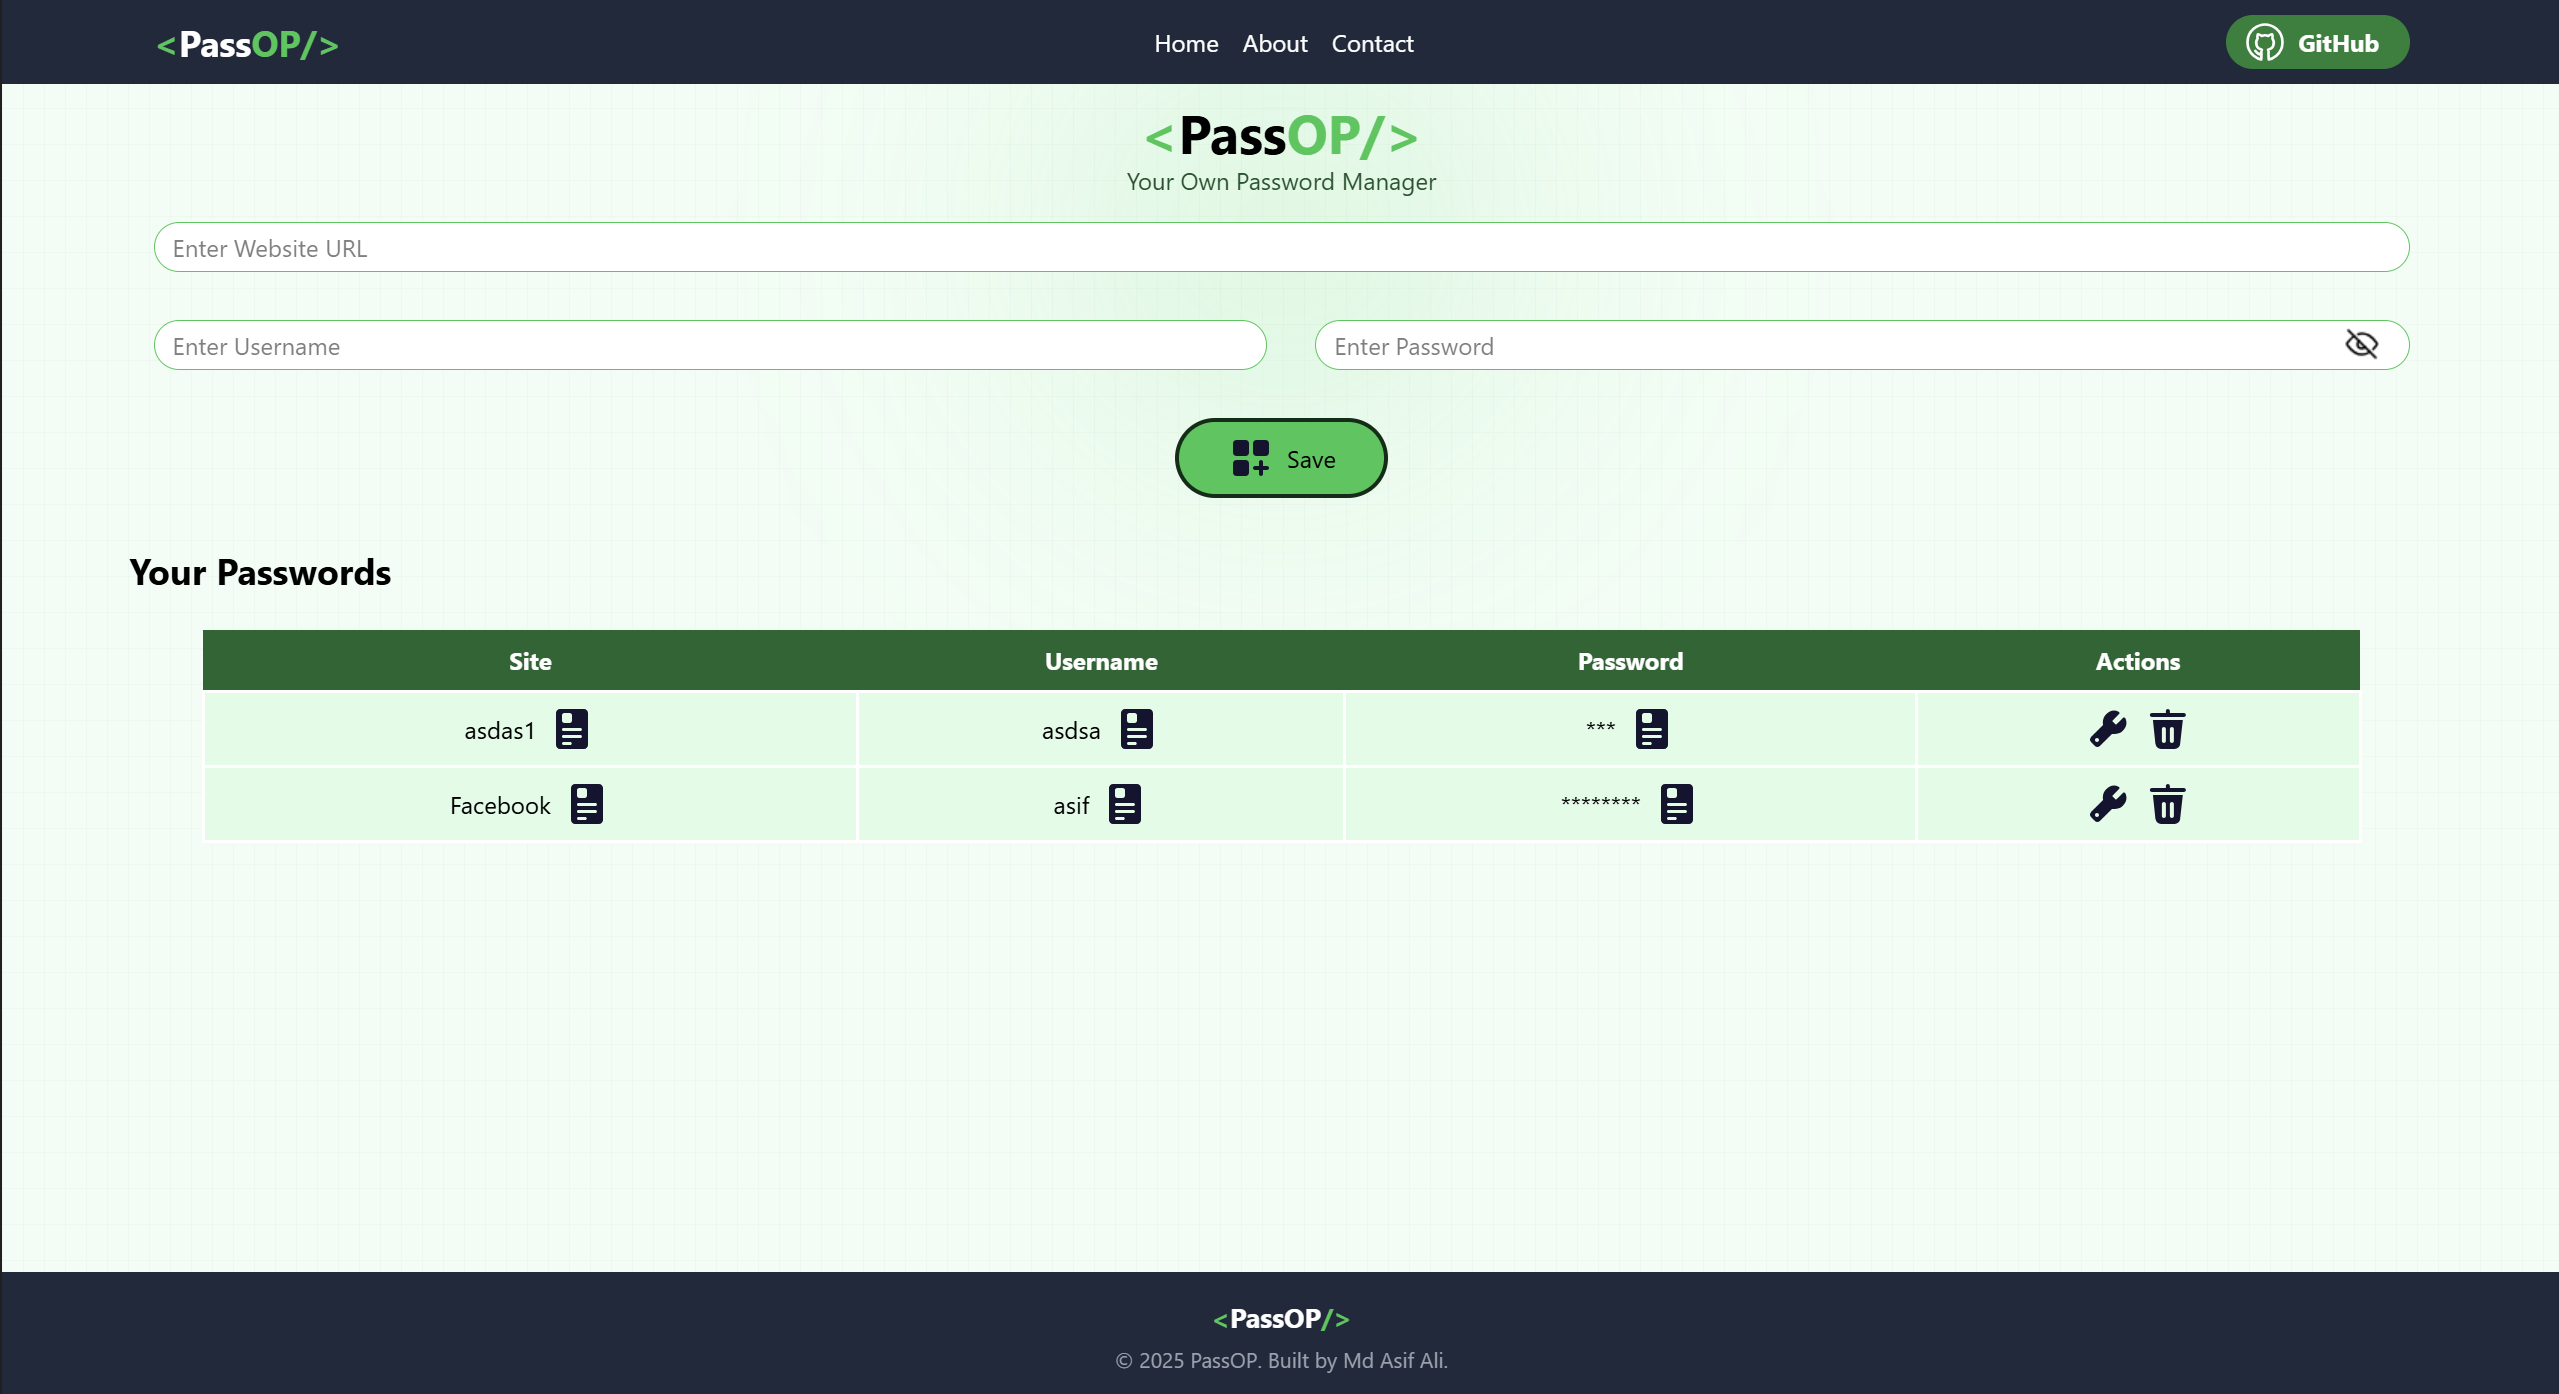 <PassOP/>
Home About Contact
GitHub
<PassOP/>
Your Own Password Manager
Enter Website URL
Enter Username
Enter Password
Save
Your Passwords
Site Username Password Actions
asdas1 asdsa ***
Facebook asif ********
<PassOP/>
© 2025 PassOP. Built by Md Asif Ali.